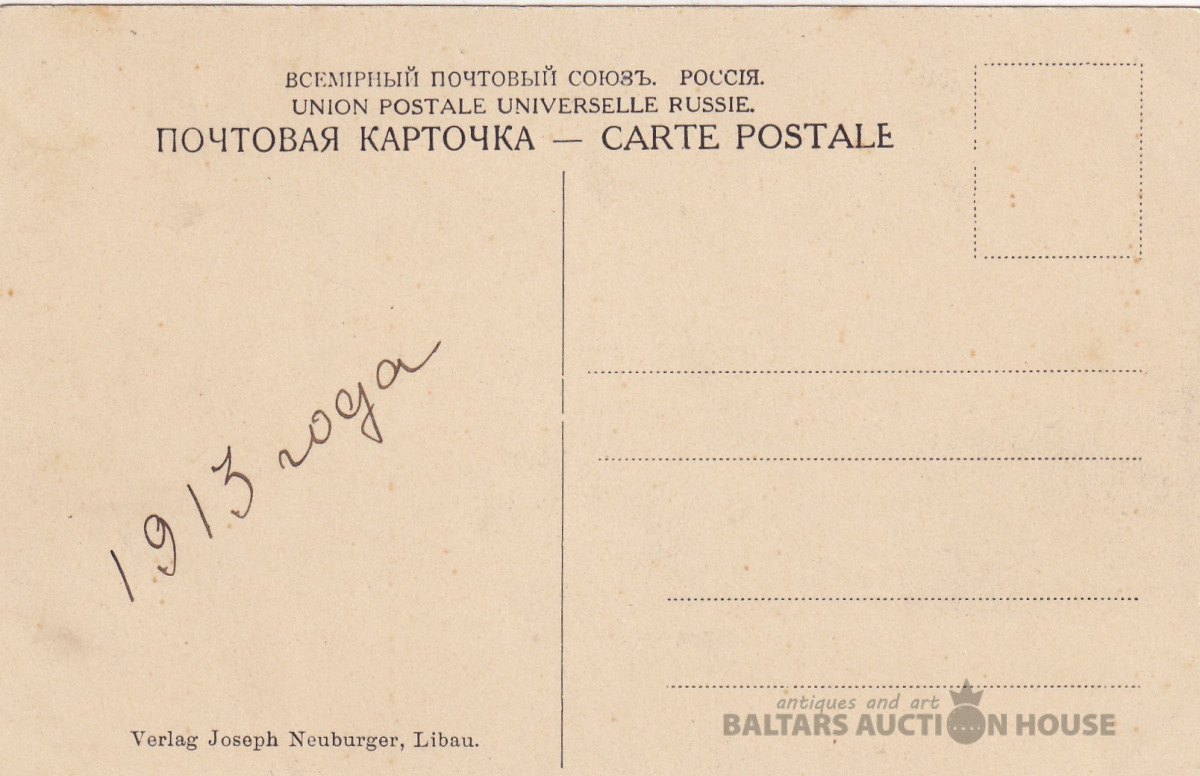 ВСЕМІРНЫЙ ПОЧТОВЫЙ СОЮЗЪ. РОССІЯ.
UNION POSTALE UNIVERSELLE RUSSIE.
ПОЧТОВАЯ КАРТОЧКА — CARTE POSTALE
1913 года
Verlag Joseph Neuburger, Libau.
antiques and art
BALTARS AUCTION HOUSE